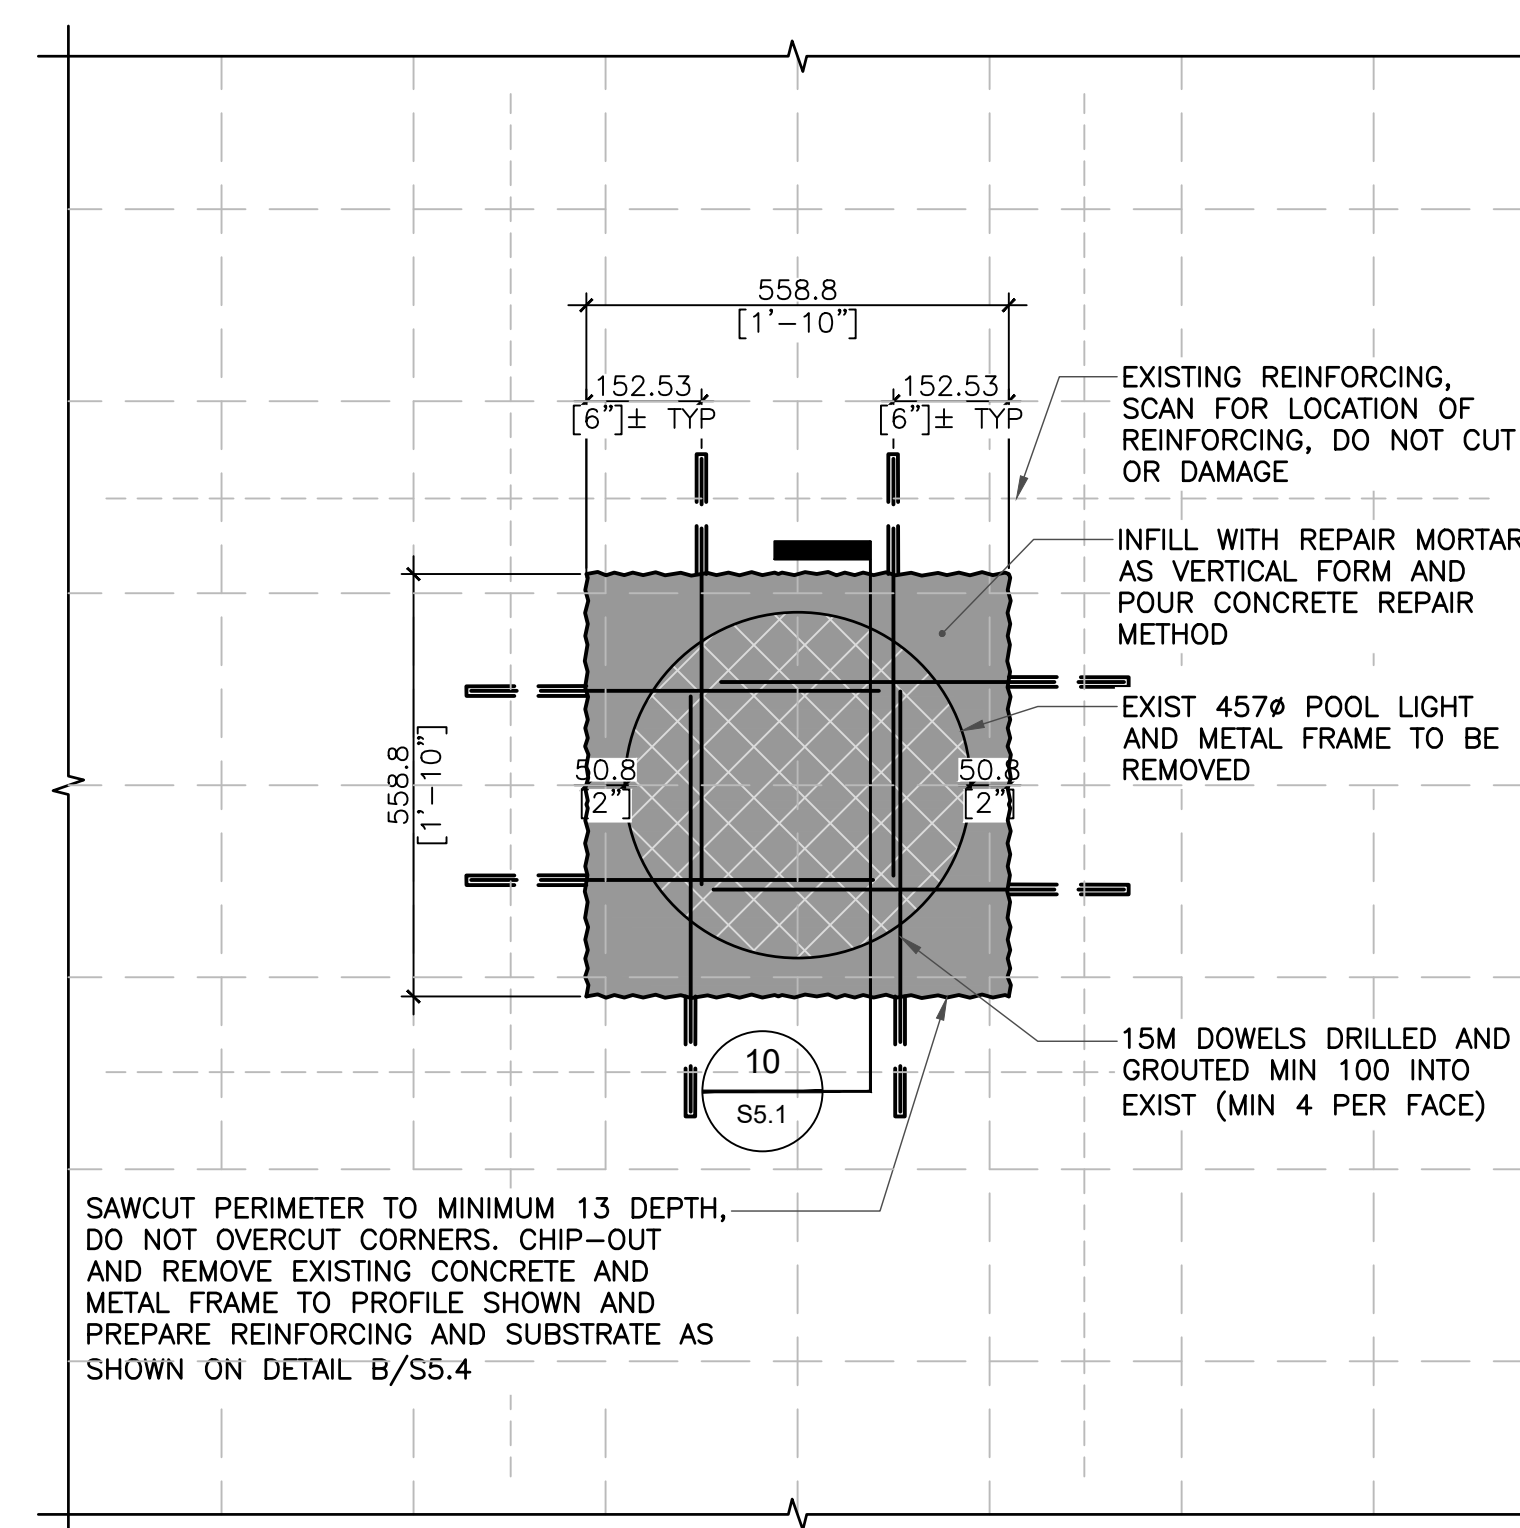 558.8
[1'-10"]
152.53
[6"]± TYP
152.53
[6"]± TYP
EXISTING REINFORCING,
SCAN FOR LOCATION OF
REINFORCING, DO NOT CUT
OR DAMAGE
INFILL WITH REPAIR MORTAR
AS VERTICAL FORM AND
POUR CONCRETE REPAIR
METHOD
EXIST 457ø POOL LIGHT
AND METAL FRAME TO BE
REMOVED
558.8
[1'-10"]
50.8
[2"]
50.8
[2"]
15M DOWELS DRILLED AND
GROUTED MIN 100 INTO
EXIST (MIN 4 PER FACE)
10
S5.1
SAWCUT PERIMETER TO MINIMUM 13 DEPTH,
DO NOT OVERCUT CORNERS. CHIP-OUT
AND REMOVE EXISTING CONCRETE AND
METAL FRAME TO PROFILE SHOWN AND
PREPARE REINFORCING AND SUBSTRATE AS
SHOWN ON DETAIL B/S5.4